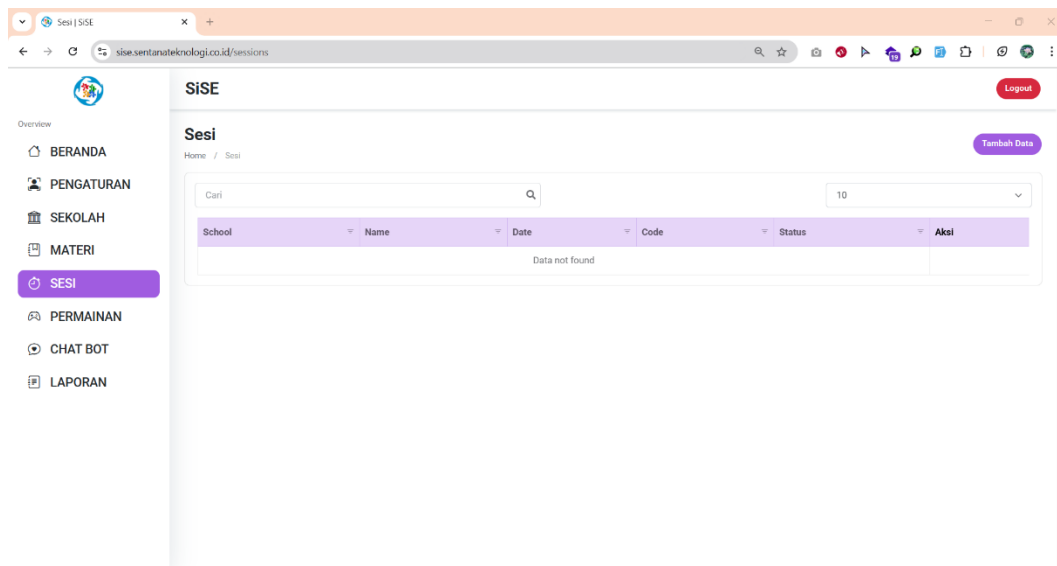 Sesi | SiSE
sise.sentanateknologi.co.id/sessions
19
SiSE
Logout
Overview
BERANDA
PENGATURAN
SEKOLAH
MATERI
SESI
PERMAINAN
CHAT BOT
LAPORAN
Sesi
Home / Sesi
Tambah Data
Cari
10
School Name Date Code Status Aksi
Data not found